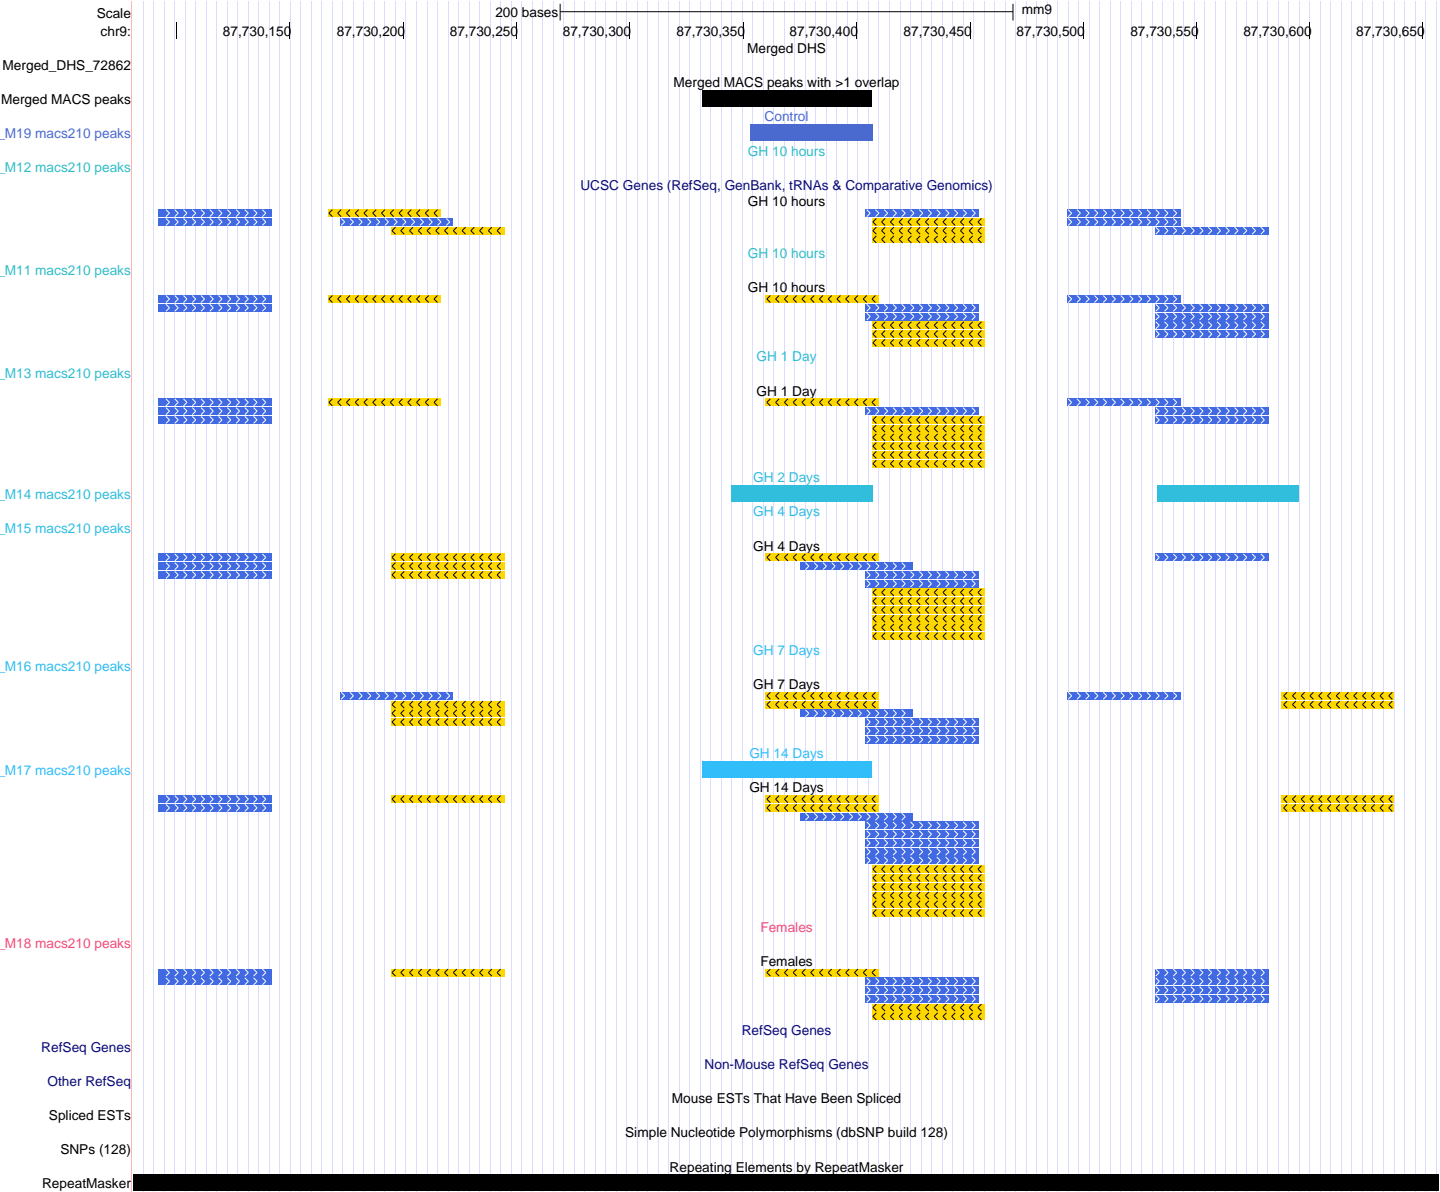 Scale 200 bases mm9
chr9: 87,730,150 87,730,200 87,730,250 87,730,300 87,730,350 87,730,400 87,730,450 87,730,500 87,730,550 87,730,600 87,730,650
Merged DHS
Merged_DHS_72862
Merged MACS peaks with >1 overlap
Merged MACS peaks
Control
_M19 macs210 peaks
GH 10 hours
_M12 macs210 peaks
UCSC Genes (RefSeq, GenBank, tRNAs & Comparative Genomics)
GH 10 hours
GH 10 hours
_M11 macs210 peaks
GH 10 hours
GH 1 Day
_M13 macs210 peaks
GH 1 Day
GH 2 Days
_M14 macs210 peaks
GH 4 Days
_M15 macs210 peaks
GH 4 Days
GH 7 Days
_M16 macs210 peaks
GH 7 Days
GH 14 Days
_M17 macs210 peaks
GH 14 Days
Females
_M18 macs210 peaks
Females
RefSeq Genes
RefSeq Genes
Non-Mouse RefSeq Genes
Other RefSeq
Mouse ESTs That Have Been Spliced
Spliced ESTs
Simple Nucleotide Polymorphisms (dbSNP build 128)
SNPs (128)
Repeating Elements by RepeatMasker
RepeatMasker